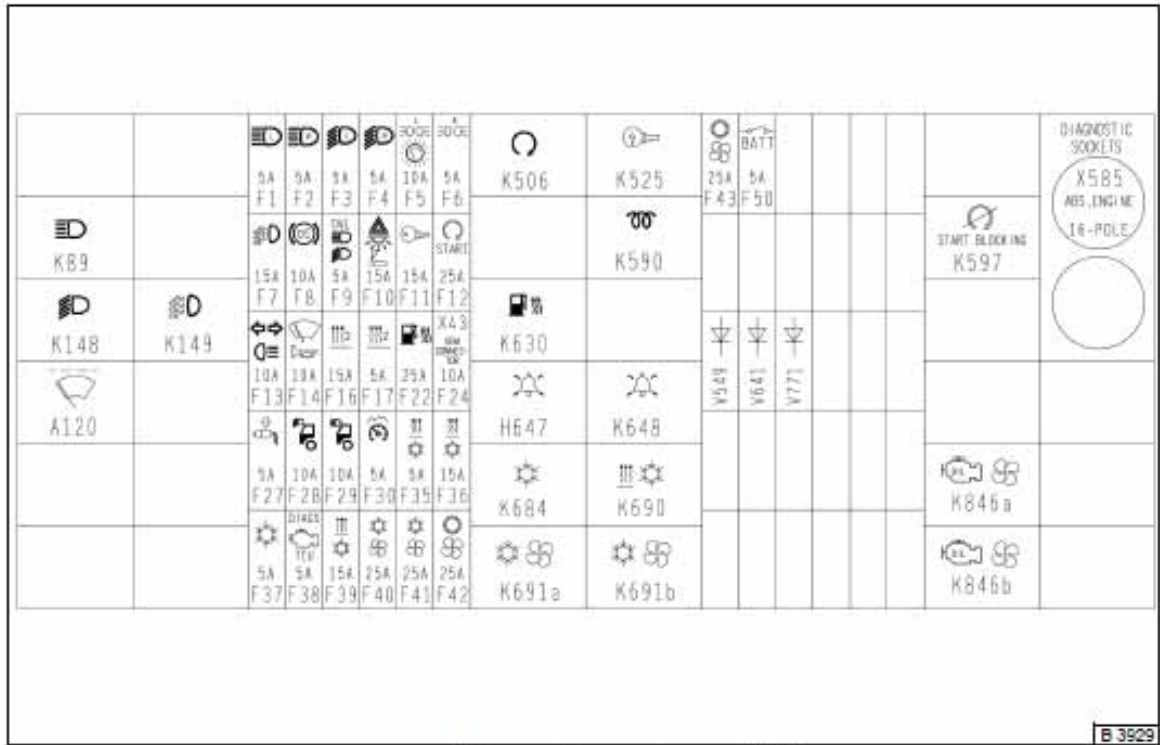 DIAGNOSTIC
SOCKETS
BATT
5A 5A 5A 5A 10A 5A K506 K525 25A 5A X585
F1 F2 F3 F4 F5 F6 F43 F50 ABS, ENGINE
16-POLE
START
START BLOCKING
K89 15A 10A 5A 15A 15A 25A K590 K597
F7 F8 F9 F10 F11 F12
X43
K148 K149 10A 10A 15A 5A 25A 10A K630
F13 F14 F16 F17 F22 F24 V549 V641 V771
A120 H647 K648
5A 10A 10A 5A 5A 15A
F27 F28 F29 F30 F35 F36 K684 K690 K846a
DIAGS
5A 5A 15A 25A 25A 25A
F37 F38 F39 F40 F41 F42 K691a K691b K846b
B 3929